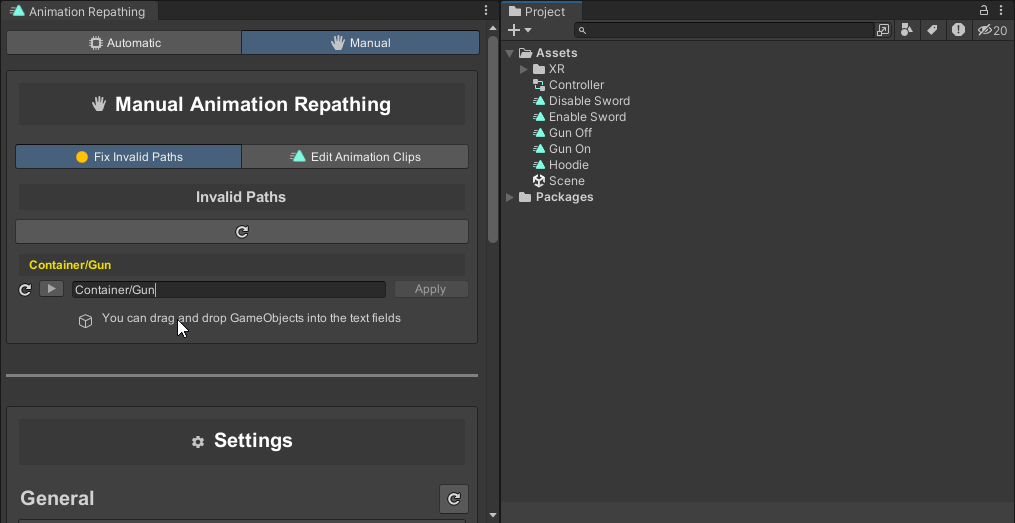 Animation Repathing
Automatic
Manual
Manual Animation Repathing
Fix Invalid Paths
Edit Animation Clips
Invalid Paths
Container/Gun
Container/Gun
Apply
You can drag and drop GameObjects into the text fields
Settings
General
Project
20
Assets
XR
Controller
Disable Sword
Enable Sword
Gun Off
Gun On
Hoodie
Scene
Packages